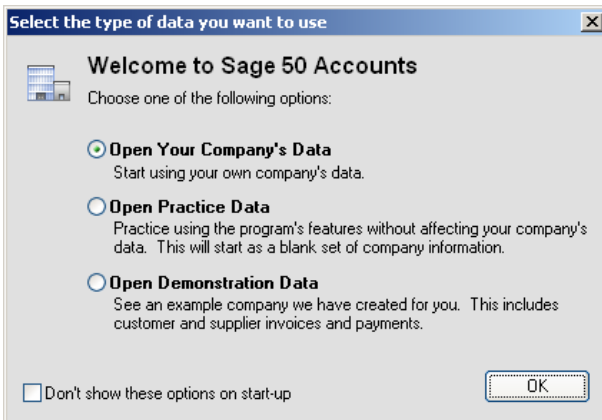 Select the type of data you want to use
Welcome to Sage 50 Accounts
Choose one of the following options:
Open Your Company's Data
Start using your own company's data.
Open Practice Data
Practice using the program's features without affecting your company's
data. This will start as a blank set of company information.
Open Demonstration Data
See an example company we have created for you. This includes
customer and supplier invoices and payments.
Don't show these options on start-up
OK